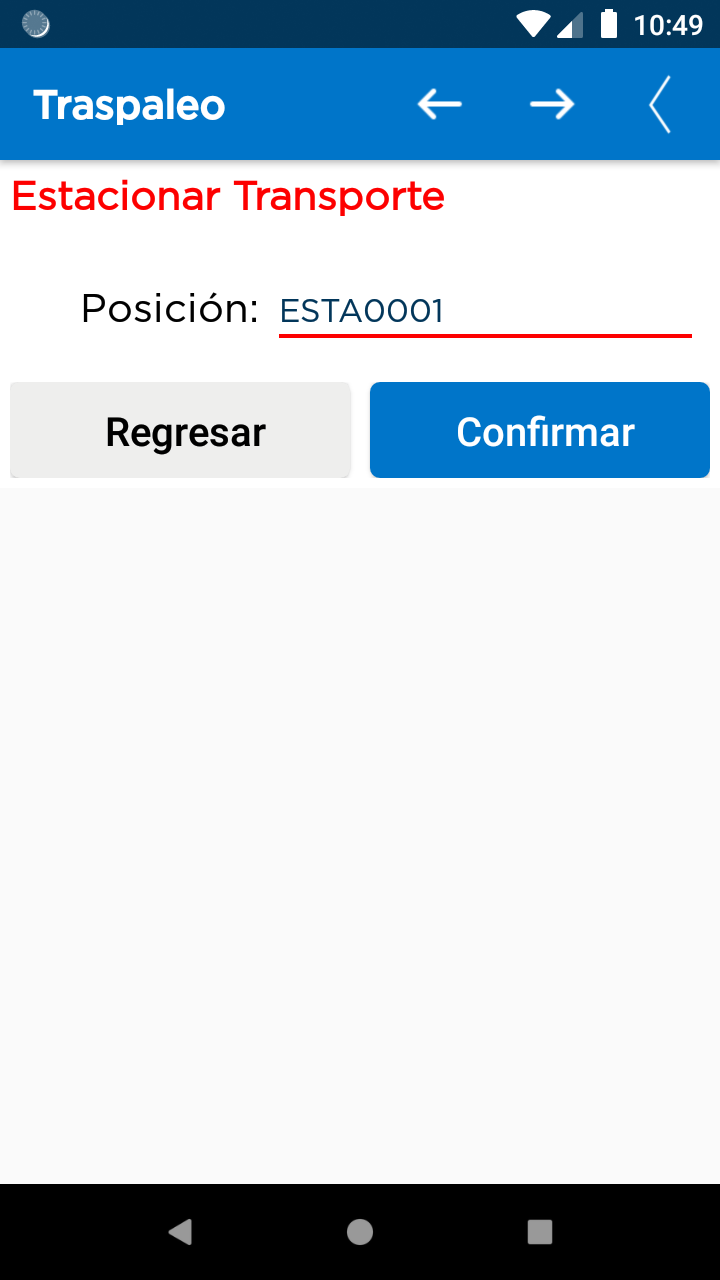 10:49
Traspaleo
Estacionar Transporte
Posición: ESTA0001
Regresar Confirmar